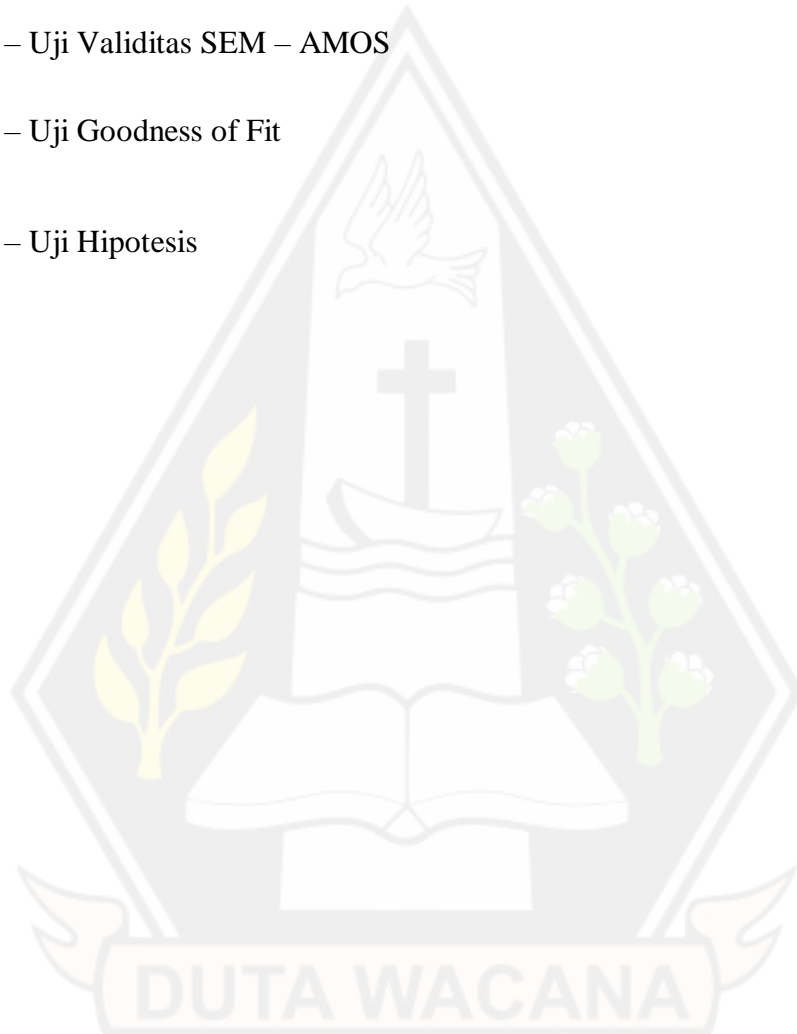 – Uji Validitas SEM – AMOS
– Uji Goodness of Fit
– Uji Hipotesis
DUTA WACANA